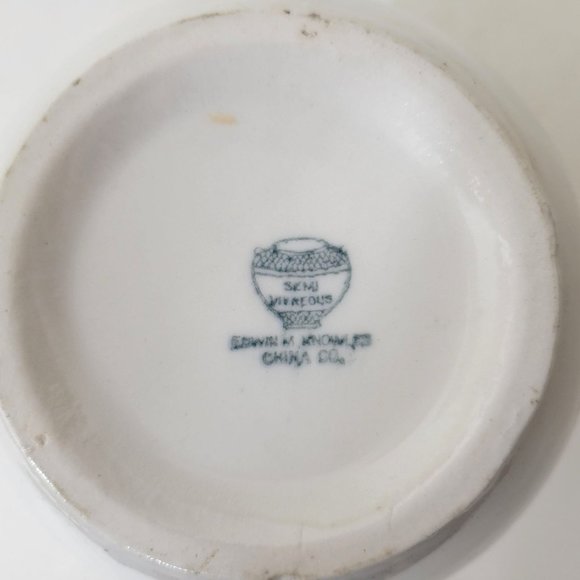 SEMI
VITREOUS
EDWIN M. KNOWLES
CHINA CO.